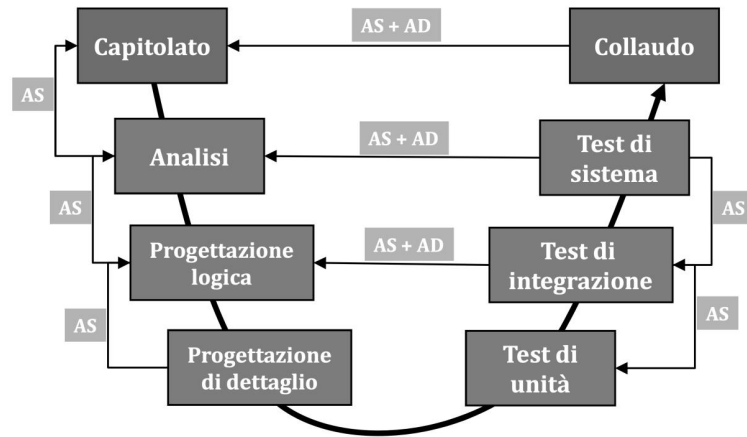 Capitolato
AS + AD
Collaudo
AS
Analisi
AS + AD
Test di
sistema
AS
AS
Progettazione
logica
AS + AD
Test di
integrazione
AS
AS
Progettazione
di dettaglio
Test di
unità